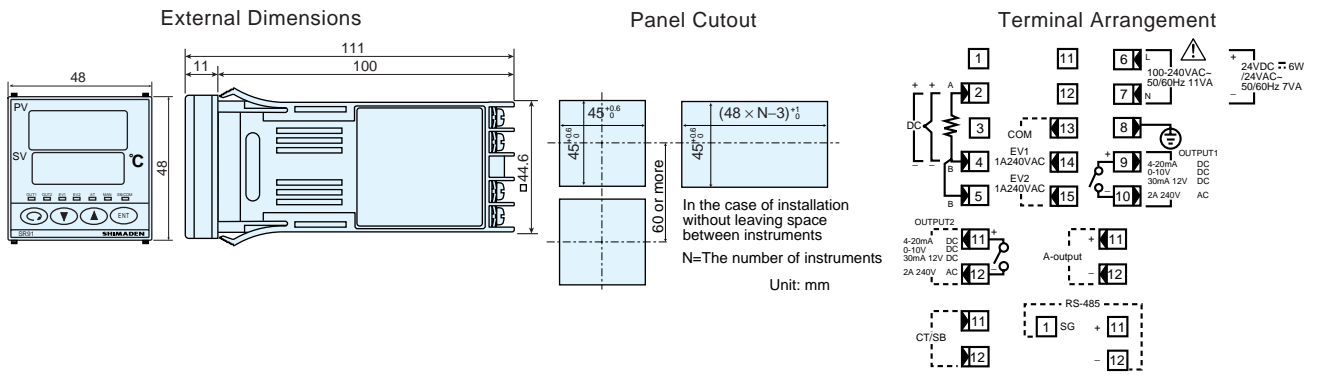 External Dimensions
Panel Cutout
Terminal Arrangement
111
11
100
48
PV
SV
℃
48
OUT1 OUT2 EV1 EV2 AT MAN SB/COM
ENT
SR91
SHIMADEN
□44.6
45 +0.6 0
45 +0.6 0
60 or more
(48 × N–3) +1 0
45 +0.6 0
In the case of installation
without leaving space
between instruments
N=The number of instruments
Unit: mm
1
2
3
4
5
+ + A
DC
– – B
B
11
12
13
14
15
COM
EV1
1A240VAC
EV2
1A240VAC
6
7
8
9
10
L
100-240VAC~
50/60Hz 11VA
N
+
24VDC ⎓ 6W
/24VAC~
50/60Hz 7VA
–
OUTPUT1
+
4-20mA DC
0-10V DC
30mA 12V DC
–
2A 240V AC
OUTPUT2
4-20mA DC
0-10V DC
30mA 12V DC
2A 240V AC
11
12
+
–
A-output
+ 11
– 12
CT/SB
11
12
RS-485
1 SG
+ 11
– 12